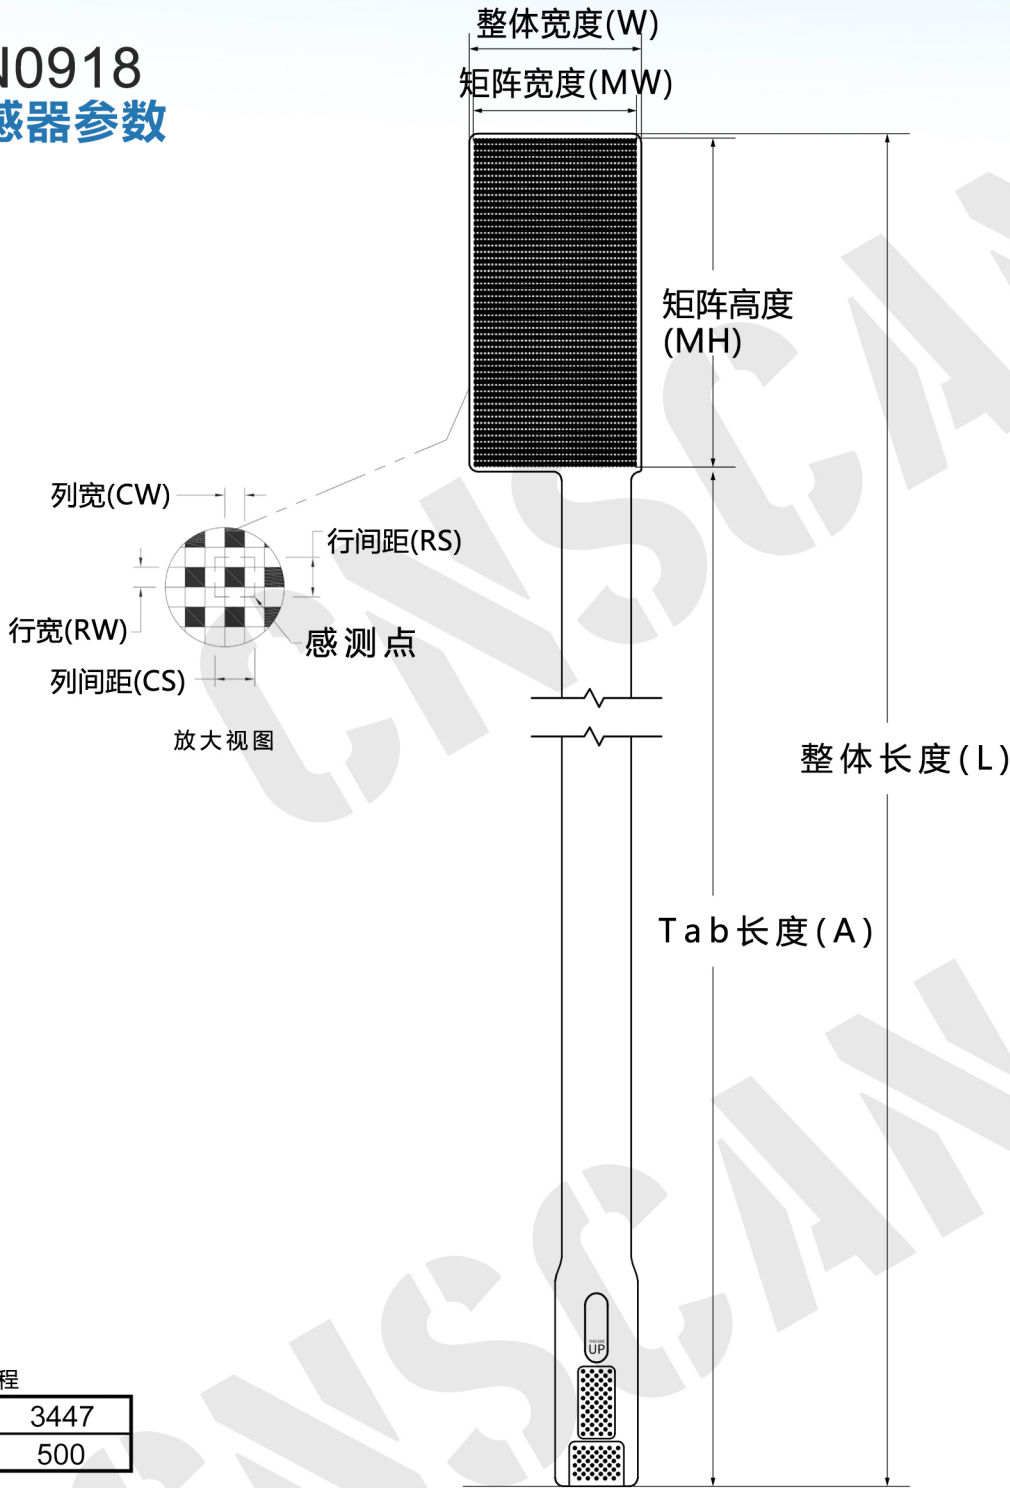 整体宽度(W)
N0918
矩阵宽度(MW)
感器参数
矩阵高度
(MH)
列宽(CW)
行间距(RS)
行宽(RW)
感测点
列间距(CS)
放大视图
整体长度(L)
Tab长度(A)
UP
程
3447
500
CNSCAN
CNSCAN